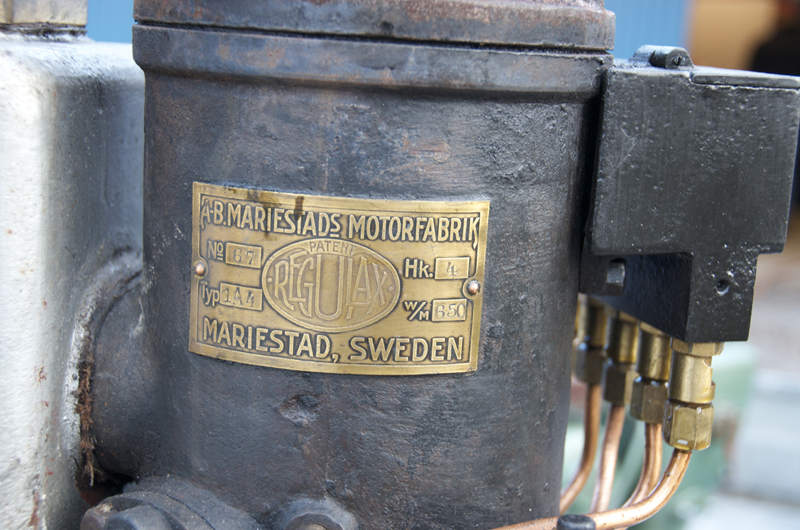 A-B. MARIESTADS MOTORFABRIK
No 67
PATENT
REGULAX
Hk. 4
Typ 1A4
W/M 650
MARIESTAD, SWEDEN